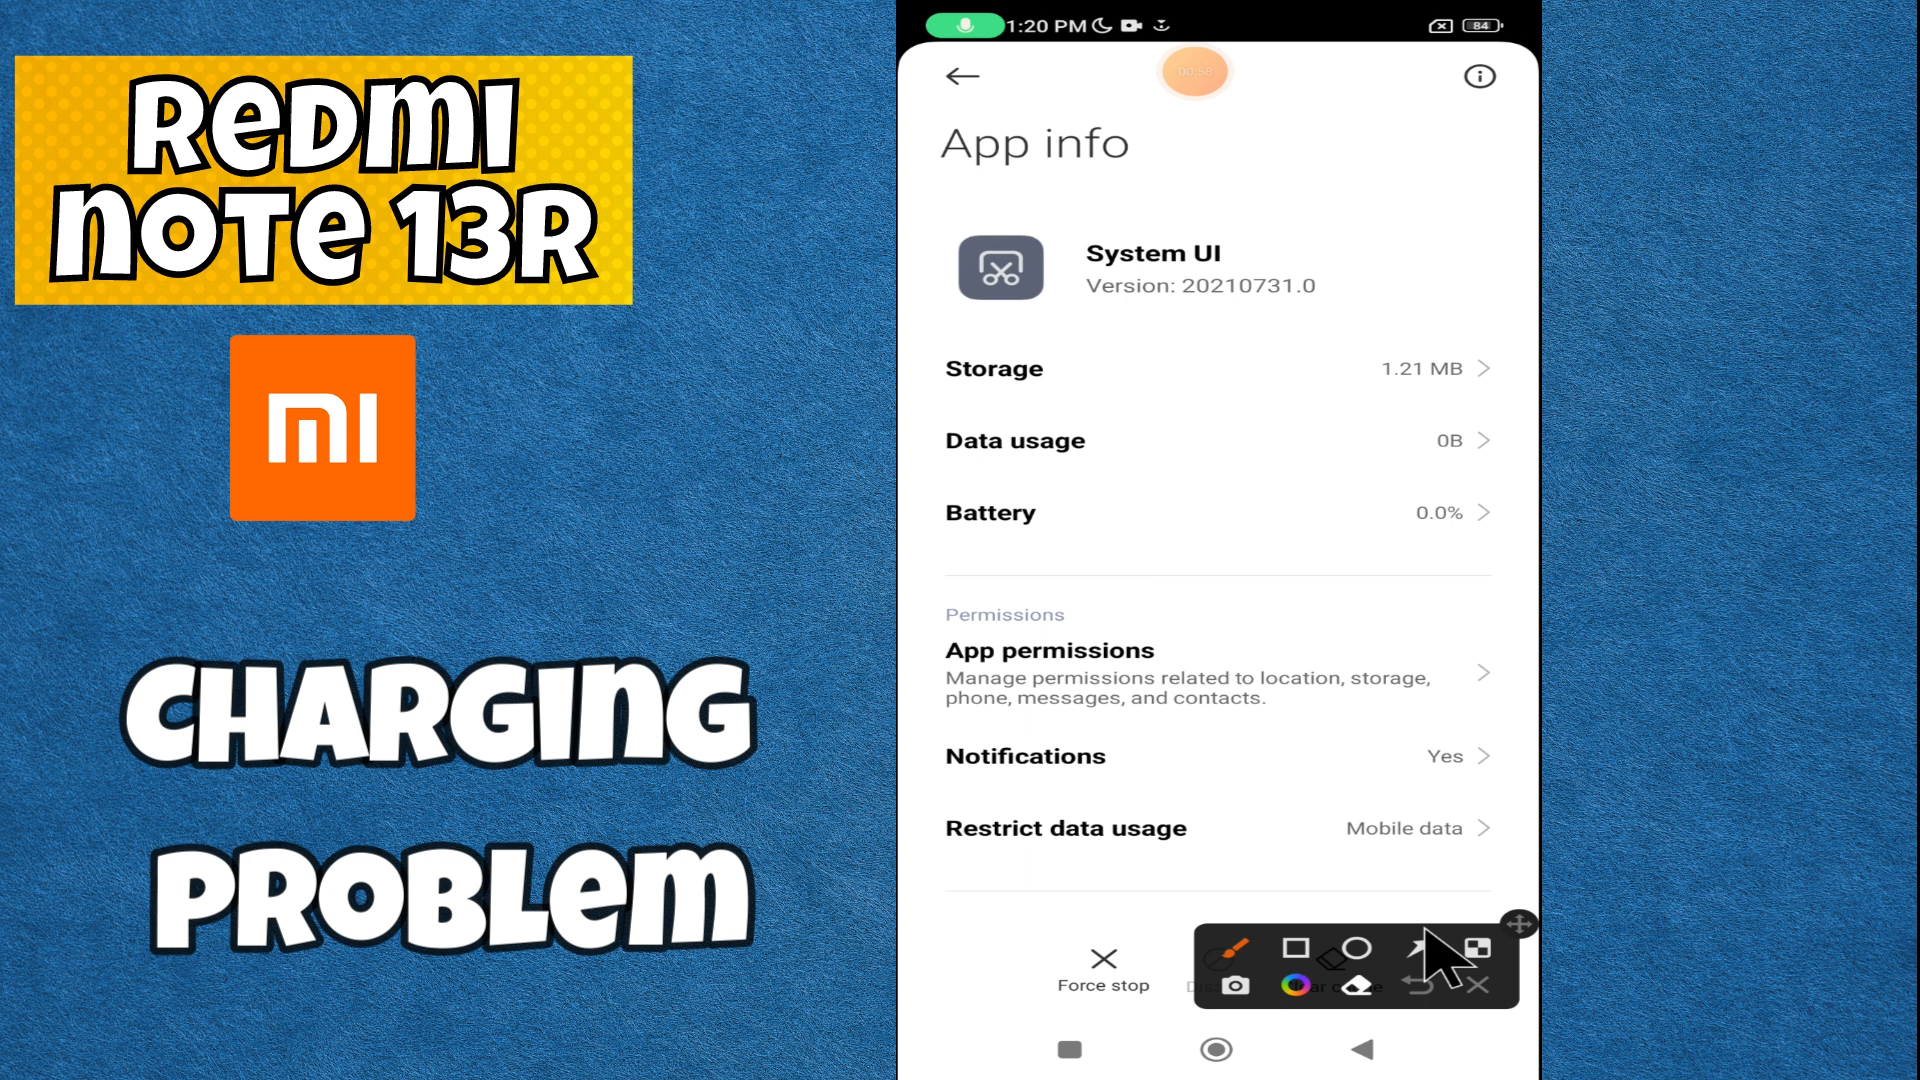 Redmi
note 13R
mi
Charging
Problem
1:20 PM
84
00:58
App info
System UI
Version: 20210731.0
Storage
1.21 MB
Data usage
0B
Battery
0.0%
Permissions
App permissions
Manage permissions related to location, storage,
phone, messages, and contacts.
Notifications
Yes
Restrict data usage
Mobile data
Force stop